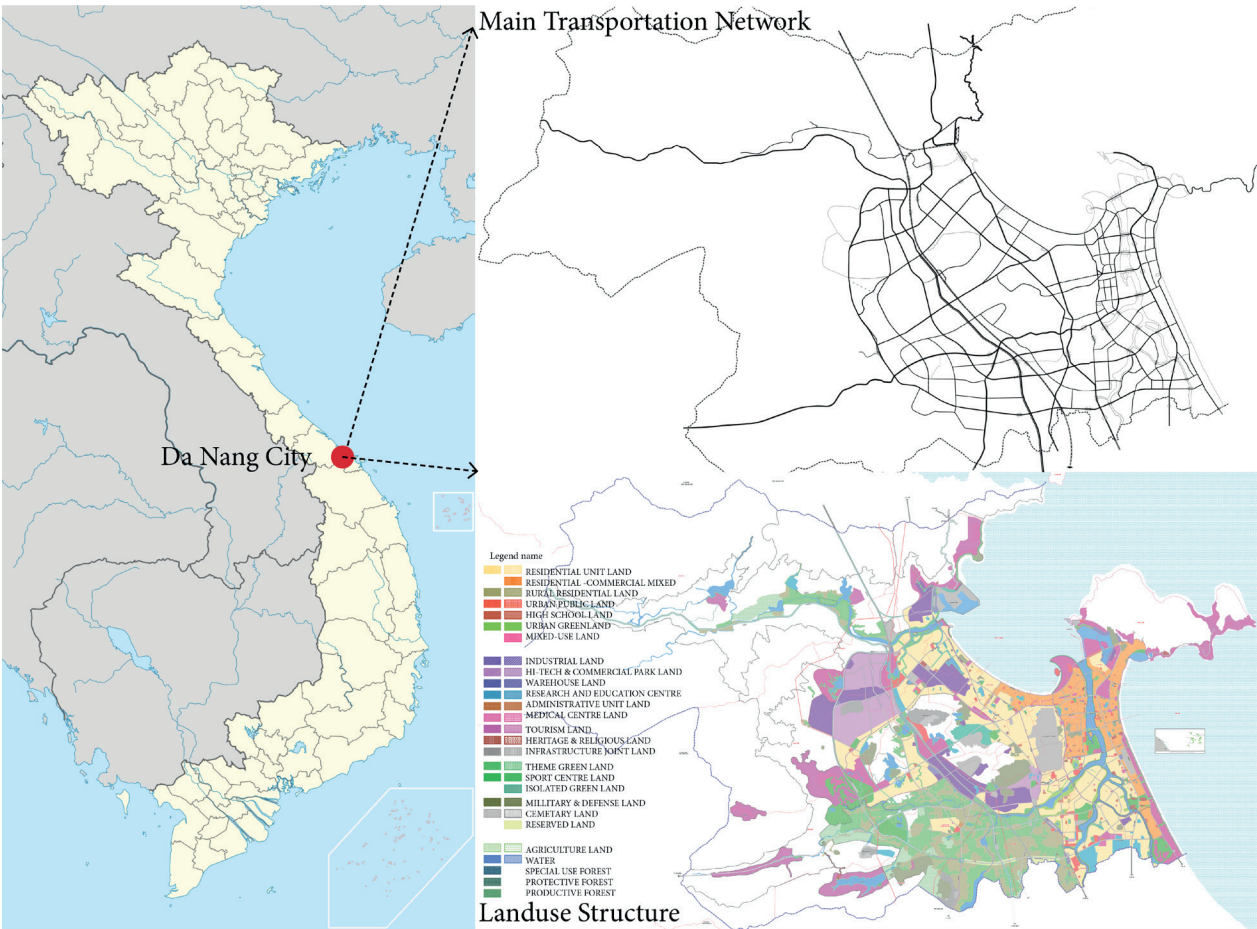 Main Transportation Network
Da Nang City
Legend name
RESIDENTIAL UNIT LAND
RESIDENTIAL -COMMERCIAL MIXED
RURAL RESIDENTIAL LAND
URBAN PUBLIC LAND
HIGH SCHOOL LAND
URBAN GREENLAND
MIXED-USE LAND
INDUSTRIAL LAND
HI-TECH & COMMERCIAL PARK LAND
WAREHOUSE LAND
RESEARCH AND EDUCATION CENTRE
ADMINISTRATIVE UNIT LAND
MEDICAL CENTRE LAND
TOURISM LAND
HERITAGE & RELIGIOUS LAND
INFRASTRUCTURE JOINT LAND
THEME GREEN LAND
SPORT CENTRE LAND
ISOLATED GREEN LAND
MILLITARY & DEFENSE LAND
CEMETARY LAND
RESERVED LAND
AGRICULTURE LAND
WATER
SPECIAL USE FOREST
PROTECTIVE FOREST
PRODUCTIVE FOREST
Landuse Structure